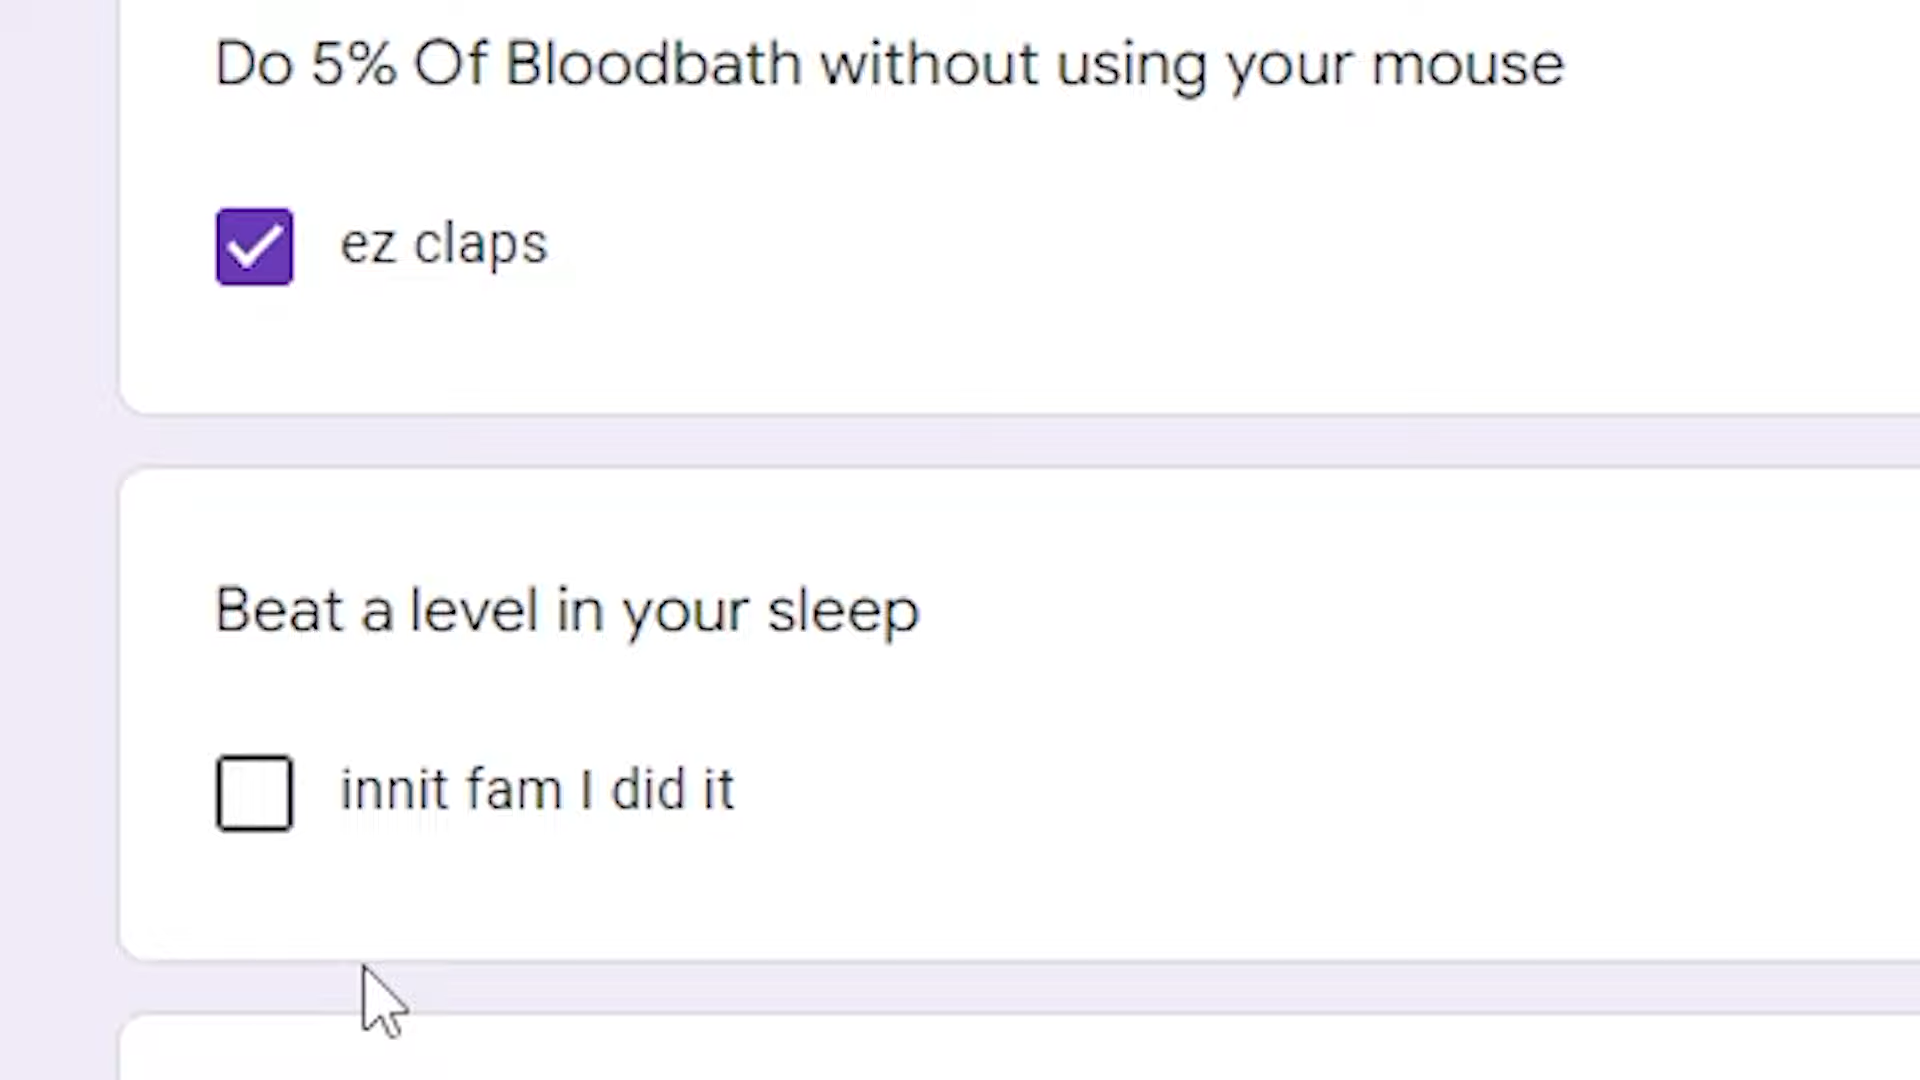 Do 5% Of Bloodbath without using your mouse
ez claps
Beat a level in your sleep
innit fam I did it